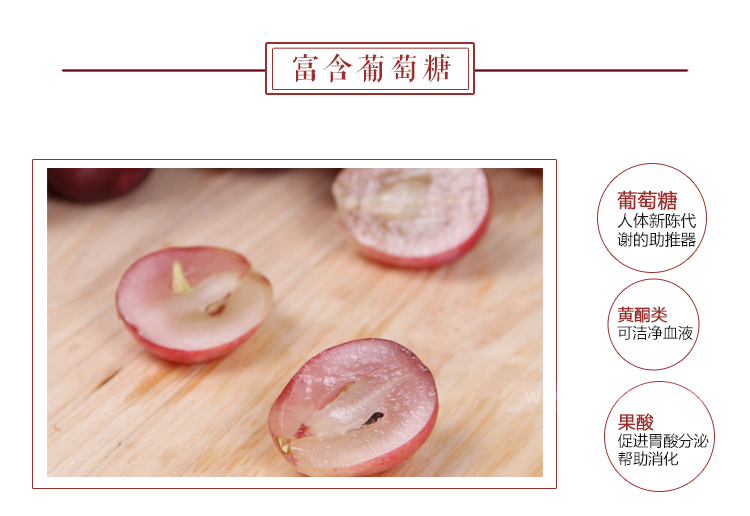 富含葡萄糖
葡萄糖
人体新陈代
谢的助推器
黄酮类
可洁净血液
果酸
促进胃酸分泌
帮助消化